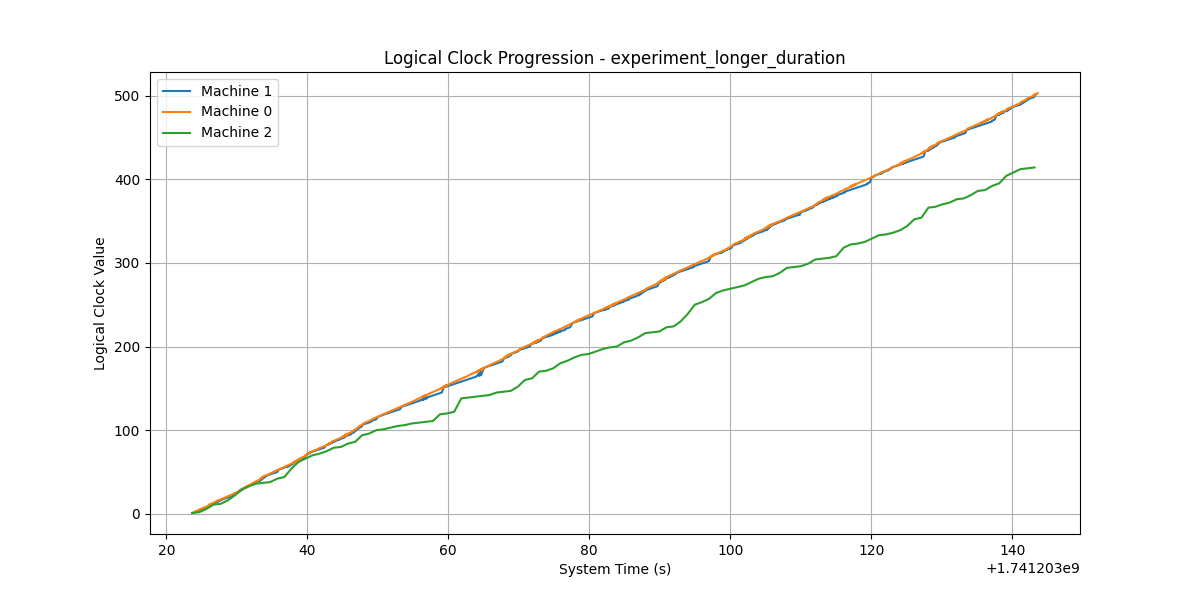 Logical Clock Progression - experiment_longer_duration
Machine 1
Machine 0
Machine 2
Logical Clock Value
500
400
300
200
100
0
20 40 60 80 100 120 140
System Time (s)
+1.741203e9